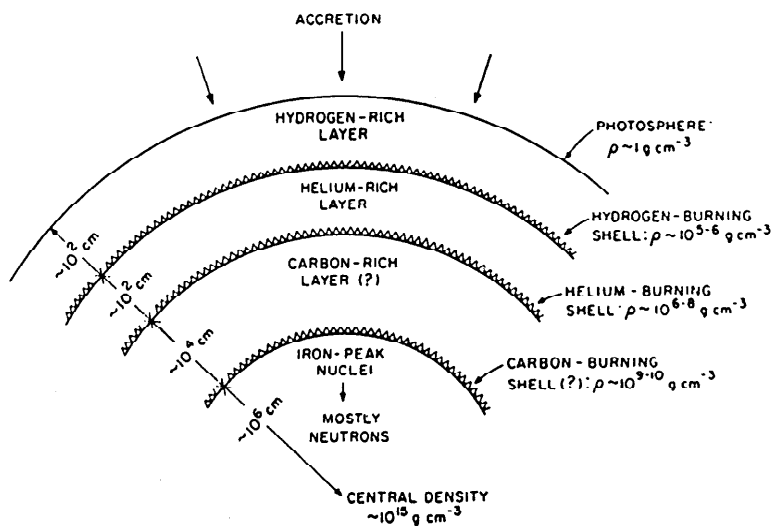 ACCRETION
HYDROGEN-RICH
LAYER
PHOTOSPHERE:
ρ~1 g cm⁻³
HELIUM-RICH
LAYER
HYDROGEN-BURNING
SHELL: ρ~10⁵⁻⁶ g cm⁻³
~10² cm
CARBON-RICH
LAYER (?)
~10² cm
HELIUM-BURNING
SHELL: ρ~10⁶⁻⁸ g cm⁻³
~10⁴ cm
IRON-PEAK
NUCLEI
CARBON-BURNING
SHELL(?): ρ~10⁹⁻¹⁰ g cm⁻³
~10⁶ cm
MOSTLY
NEUTRONS
CENTRAL DENSITY
~10¹⁵ g cm⁻³